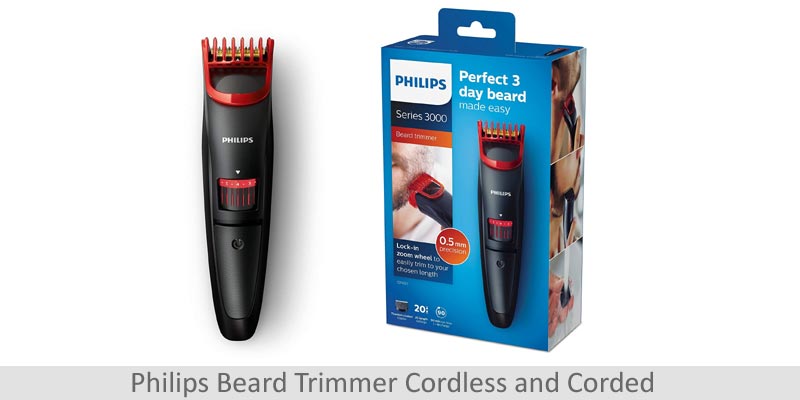 PHILIPS
PHILIPS
Perfect 3
day beard
made easy
Series 3000
Beard trimmer
PHILIPS
0.5 mm
precision
Lock-in
zoom wheel to
easily trim to your
chosen length
20
90
Philips Beard Trimmer Cordless and Corded